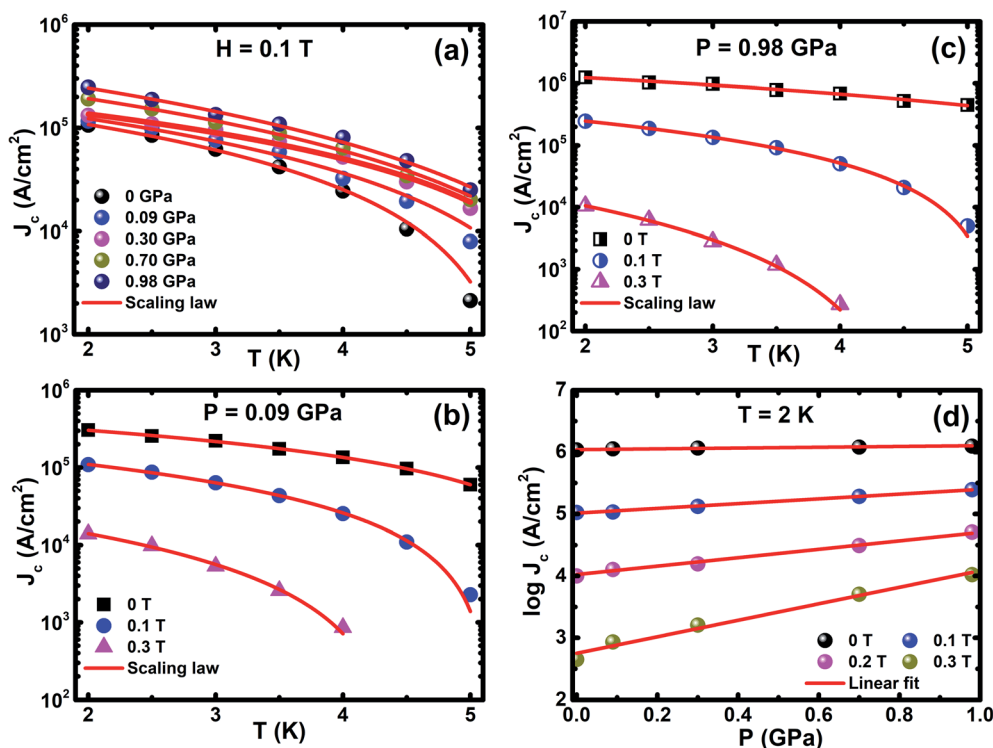 (a)
H = 0.1 T
10^6
10^5
10^4
10^3
J_c (A/cm^2)
0 GPa
0.09 GPa
0.30 GPa
0.70 GPa
0.98 GPa
Scaling law
2 3 4 5
T (K)
(c)
P = 0.98 GPa
10^7
10^6
10^5
10^4
10^3
10^2
J_c (A/cm^2)
0 T
0.1 T
0.3 T
Scaling law
2 3 4 5
T (K)
(b)
P = 0.09 GPa
10^6
10^5
10^4
10^3
10^2
J_c (A/cm^2)
0 T
0.1 T
0.3 T
Scaling law
2 3 4 5
T (K)
(d)
T = 2 K
7
6
5
4
3
2
log J_c (A/cm^2)
0 T 0.1 T
0.2 T 0.3 T
Linear fit
0.0 0.2 0.4 0.6 0.8 1.0
P (GPa)